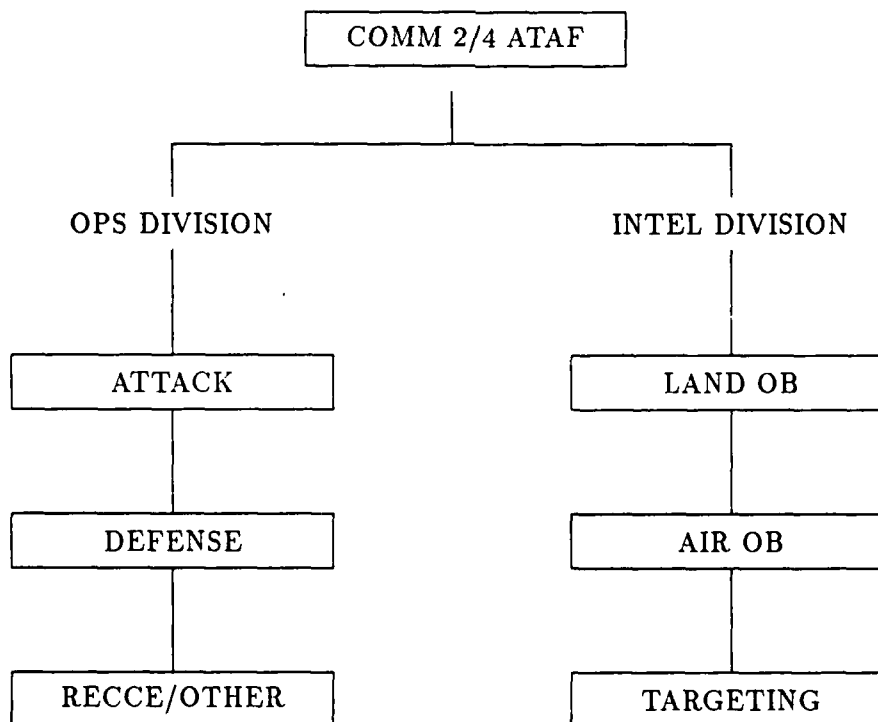 COMM 2/4 ATAF
OPS DIVISION
INTEL DIVISION
ATTACK
LAND OB
DEFENSE
AIR OB
RECCE/OTHER
TARGETING